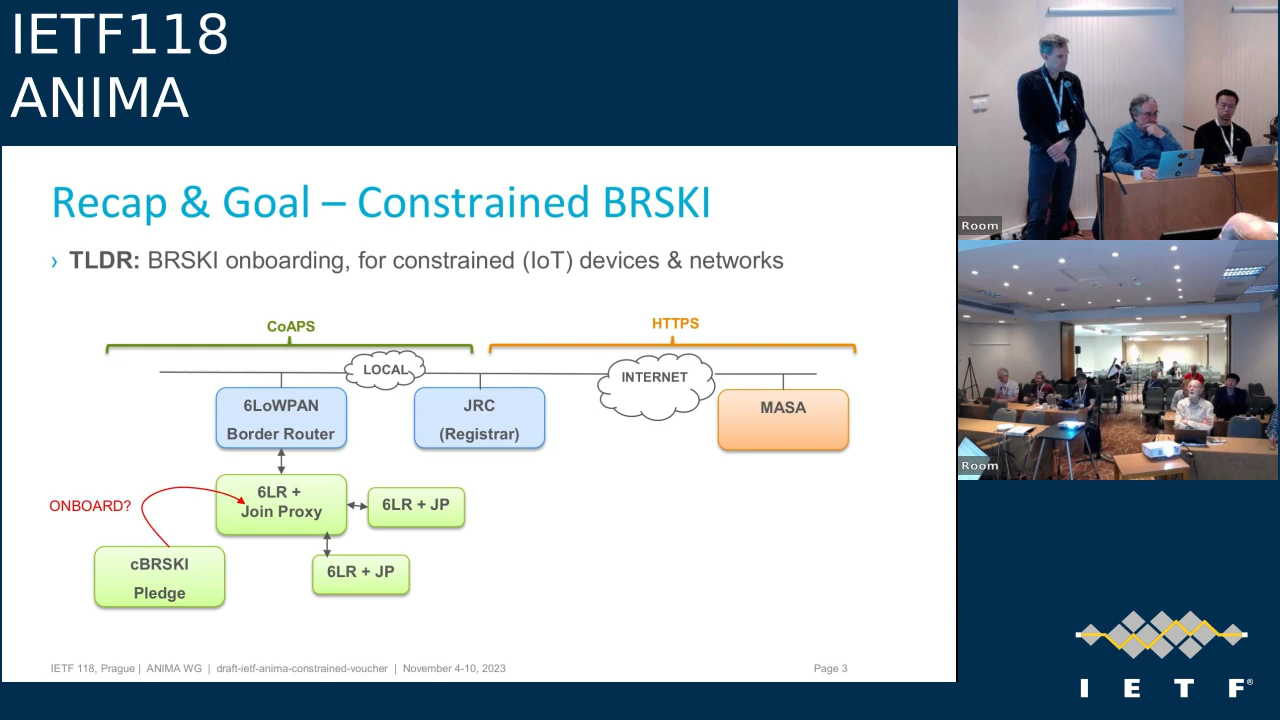 IETF118
ANIMA
Recap & Goal – Constrained BRSKI
› TLDR: BRSKI onboarding, for constrained (IoT) devices & networks
CoAPS
HTTPS
LOCAL
INTERNET
6LoWPAN
Border Router
JRC
(Registrar)
MASA
6LR +
Join Proxy
6LR + JP
ONBOARD?
6LR + JP
cBRSKI
Pledge
IETF 118, Prague | ANIMA WG | draft-ietf-anima-constrained-voucher | November 4-10, 2023
Page 3
Room
Room
I E T F®